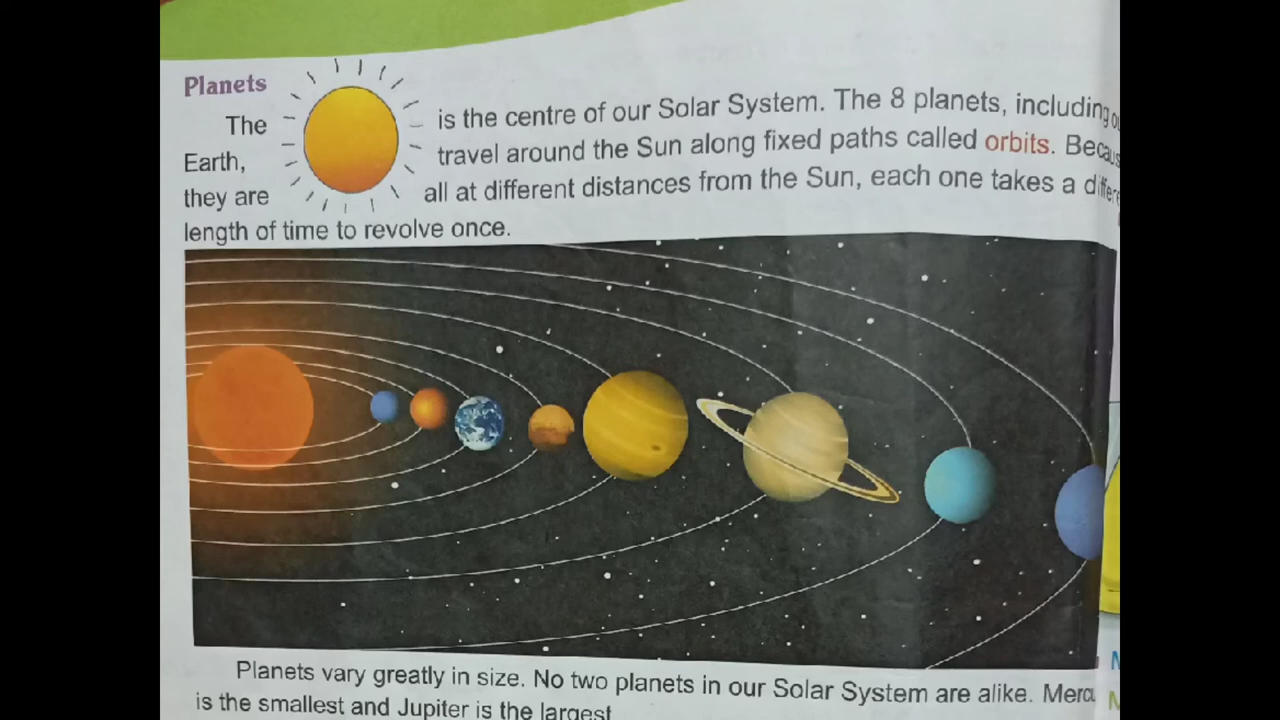 Planets
The is the centre of our Solar System. The 8 planets, including
Earth, travel around the Sun along fixed paths called orbits.
they are all at different distances from the Sun, each one takes a
length of time to revolve once.
Planets vary greatly in size. No two planets in our Solar System are alike.
is the smallest and Jupiter is the largest